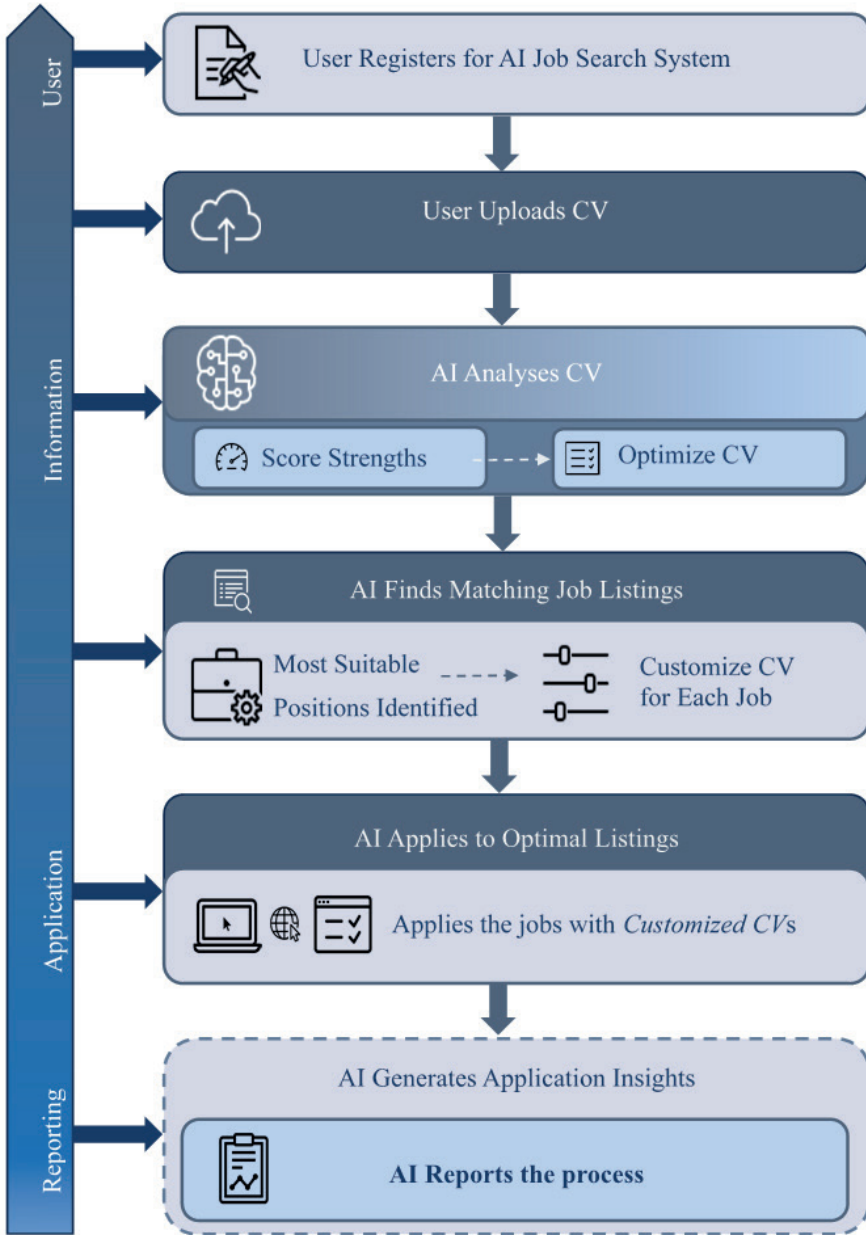 User
User Registers for AI Job Search System
User Uploads CV
Information
AI Analyses CV
Score Strengths
Optimize CV
AI Finds Matching Job Listings
Most Suitable
Positions Identified
Customize CV
for Each Job
Application
AI Applies to Optimal Listings
Applies the jobs with Customized CVs
Reporting
AI Generates Application Insights
AI Reports the process